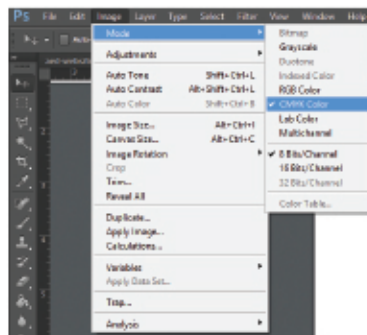 Ps File Edit Image Layer Type Select Filter View Window Help
Mode
Adjustments
Auto Tone Shift+Ctrl+L
Auto Contrast Alt+Shift+Ctrl+L
Auto Color Shift+Ctrl+B
Image Size... Alt+Ctrl+I
Canvas Size... Alt+Ctrl+C
Image Rotation
Crop
Trim...
Reveal All
Duplicate...
Apply Image...
Calculations...
Variables
Apply Data Set...
Trap...
Analysis
Bitmap
Grayscale
Duotone
Indexed Color
RGB Color
✓ CMYK Color
Lab Color
Multichannel
✓ 8 Bits/Channel
16 Bits/Channel
32 Bits/Channel
Color Table...